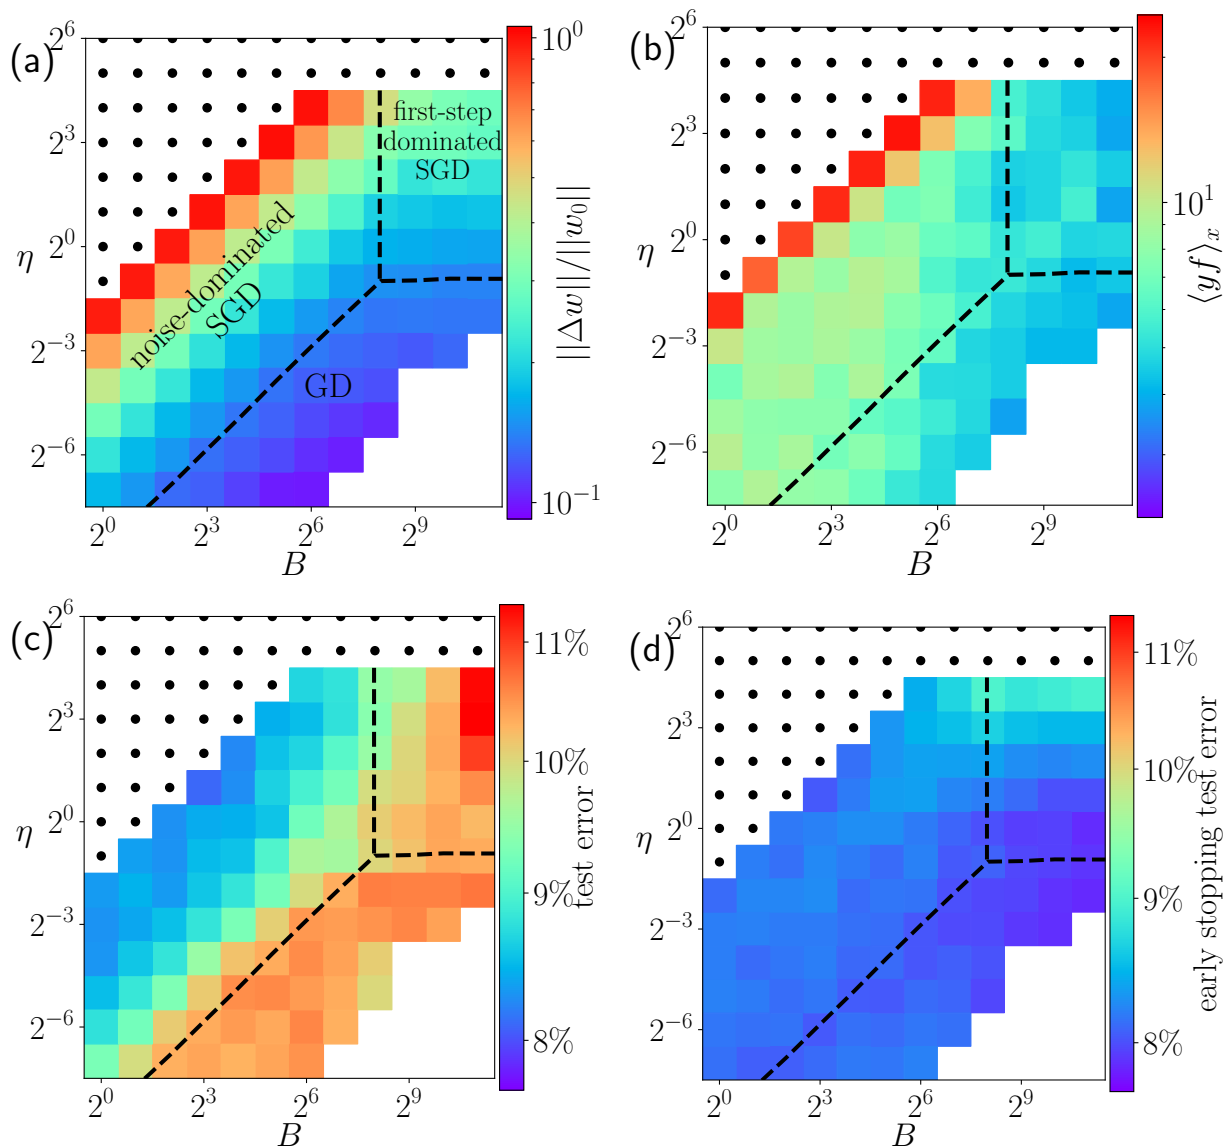 (a)
2^6
2^3
2^0
2^{-3}
2^{-6}
η
2^0 2^3 2^6 2^9
B
noise-dominated
SGD
first-step
dominated
SGD
GD
10^0
10^{-1}
||Δw||/||w_0||
(b)
2^6
2^3
2^0
2^{-3}
2^{-6}
η
2^0 2^3 2^6 2^9
B
10^1
⟨yf⟩_x
(c)
2^6
2^3
2^0
2^{-3}
2^{-6}
η
2^0 2^3 2^6 2^9
B
11%
10%
9%
8%
test error
(d)
2^6
2^3
2^0
2^{-3}
2^{-6}
η
2^0 2^3 2^6 2^9
B
11%
10%
9%
8%
early stopping test error